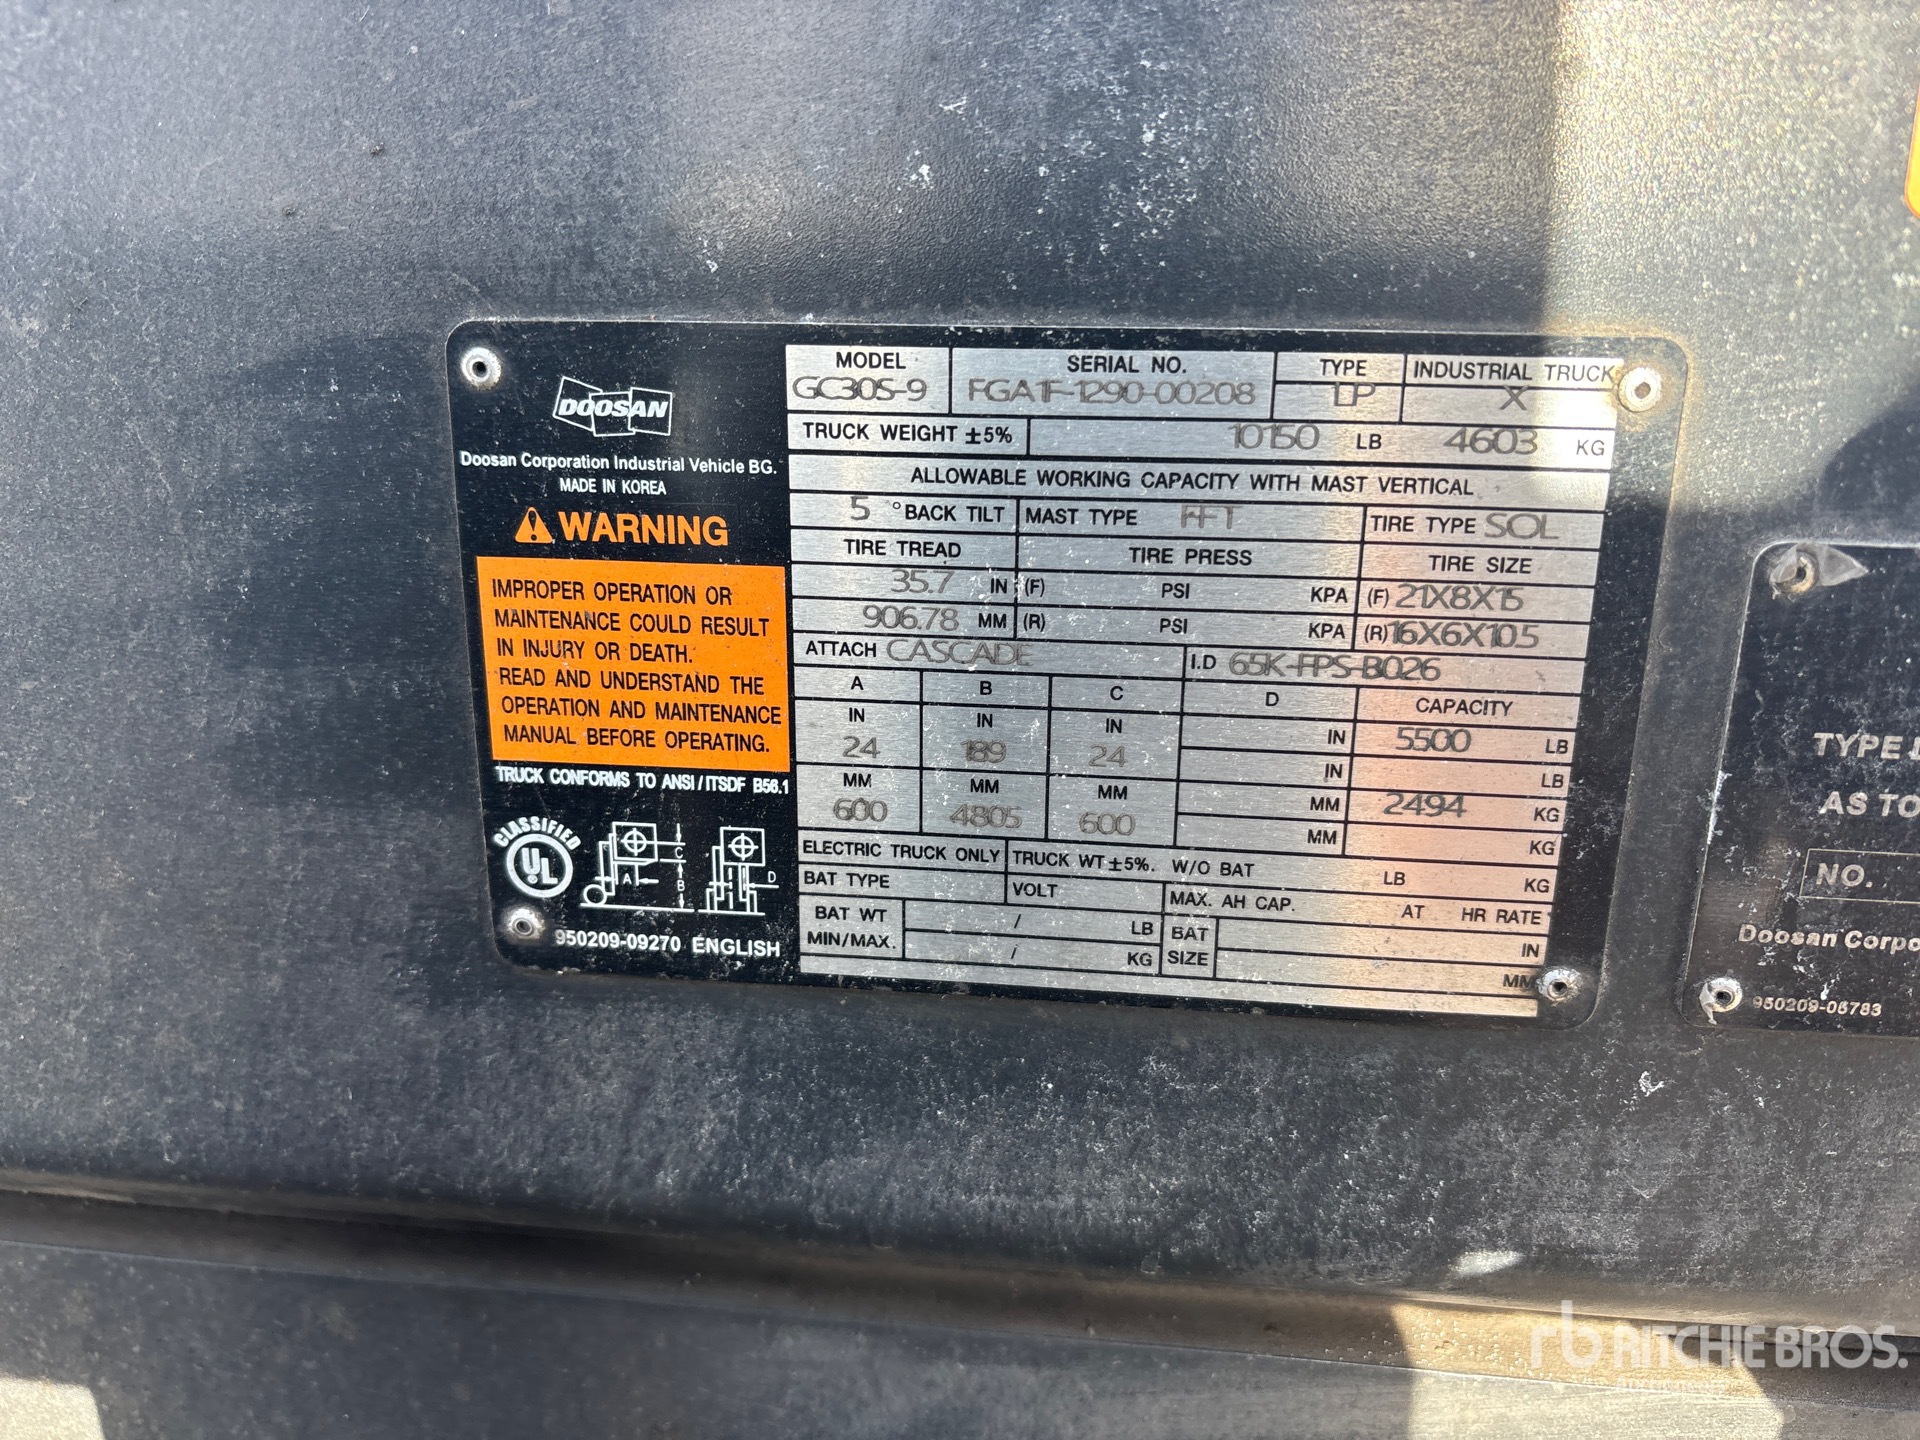 DOOSAN
Doosan Corporation Industrial Vehicle BG.
MADE IN KOREA
WARNING
IMPROPER OPERATION OR
MAINTENANCE COULD RESULT
IN INJURY OR DEATH.
READ AND UNDERSTAND THE
OPERATION AND MAINTENANCE
MANUAL BEFORE OPERATING.
TRUCK CONFORMS TO ANSI/ITSDF B56.1
CLASSIFIED
UL
A
B
C
D
950209-09270 ENGLISH
MODEL SERIAL NO. TYPE INDUSTRIAL TRUCK
GC30S-9 FGA1F-1290-00208 LP X
TRUCK WEIGHT ±5% 10150 LB 4603 KG
ALLOWABLE WORKING CAPACITY WITH MAST VERTICAL
5 °BACK TILT MAST TYPE FFT TIRE TYPE SOL
TIRE TREAD TIRE PRESS TIRE SIZE
35.7 IN (F) PSI KPA (F) 21X8X15
906.78 MM (R) PSI KPA (R) 16X6X10.5
ATTACH CASCADE I.D 65K-FPS-B026
A B C D CAPACITY
IN IN IN IN 5500 LB
24 189 24 IN LB
MM MM MM MM 2494 KG
600 4805 600 MM KG
ELECTRIC TRUCK ONLY TRUCK WT ±5%. W/O BAT LB KG
BAT TYPE VOLT MAX. AH CAP. AT HR RATE
BAT WT / LB BAT IN
MIN/MAX. / KG SIZE MM
TYPE
AS TO
NO.
Doosan Corpo
950209-05783
rb RITCHIE BROS.